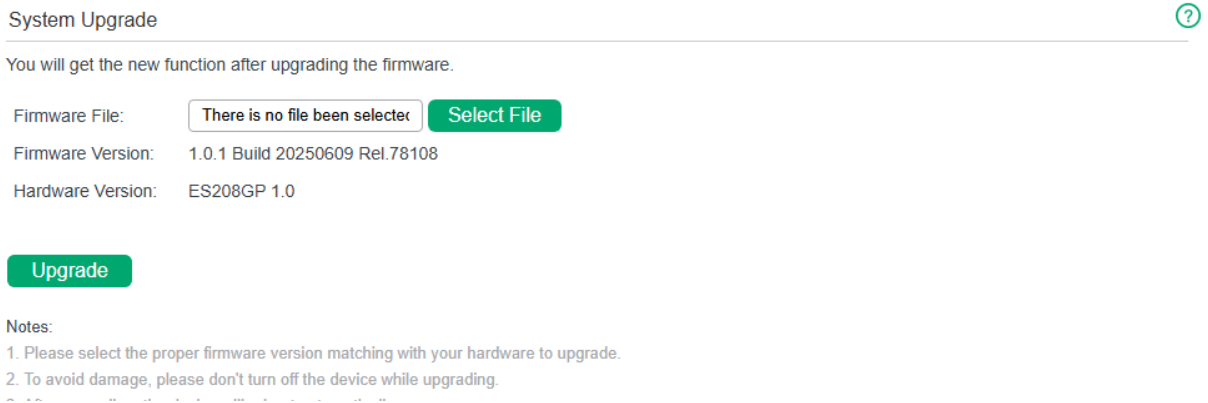 System Upgrade
?
You will get the new function after upgrading the firmware.
Firmware File: There is no file been selected Select File
Firmware Version: 1.0.1 Build 20250609 Rel.78108
Hardware Version: ES208GP 1.0
Upgrade
Notes:
1. Please select the proper firmware version matching with your hardware to upgrade.
2. To avoid damage, please don't turn off the device while upgrading.